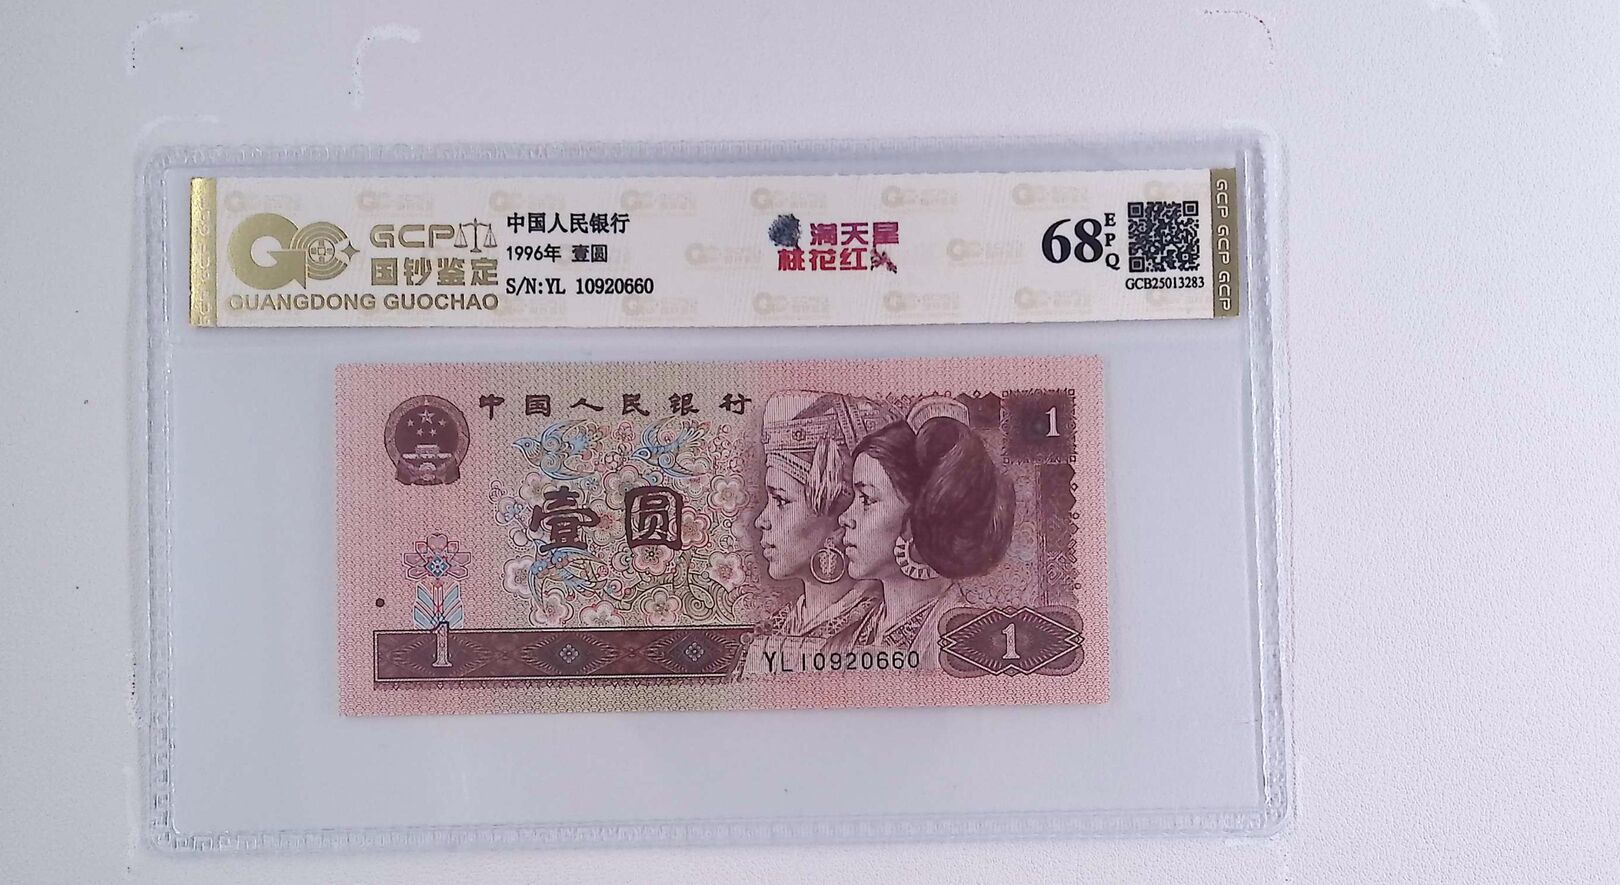 GCP
国钞鉴定
GUANGDONG GUOCHAO
中国人民银行
1996年 壹圆
S/N:YL 10920660
满天星
桃花红
68 EPQ
GCB25013283
GCP GCP GCP
中国人民银行
1
壹圆
1
YL10920660
1